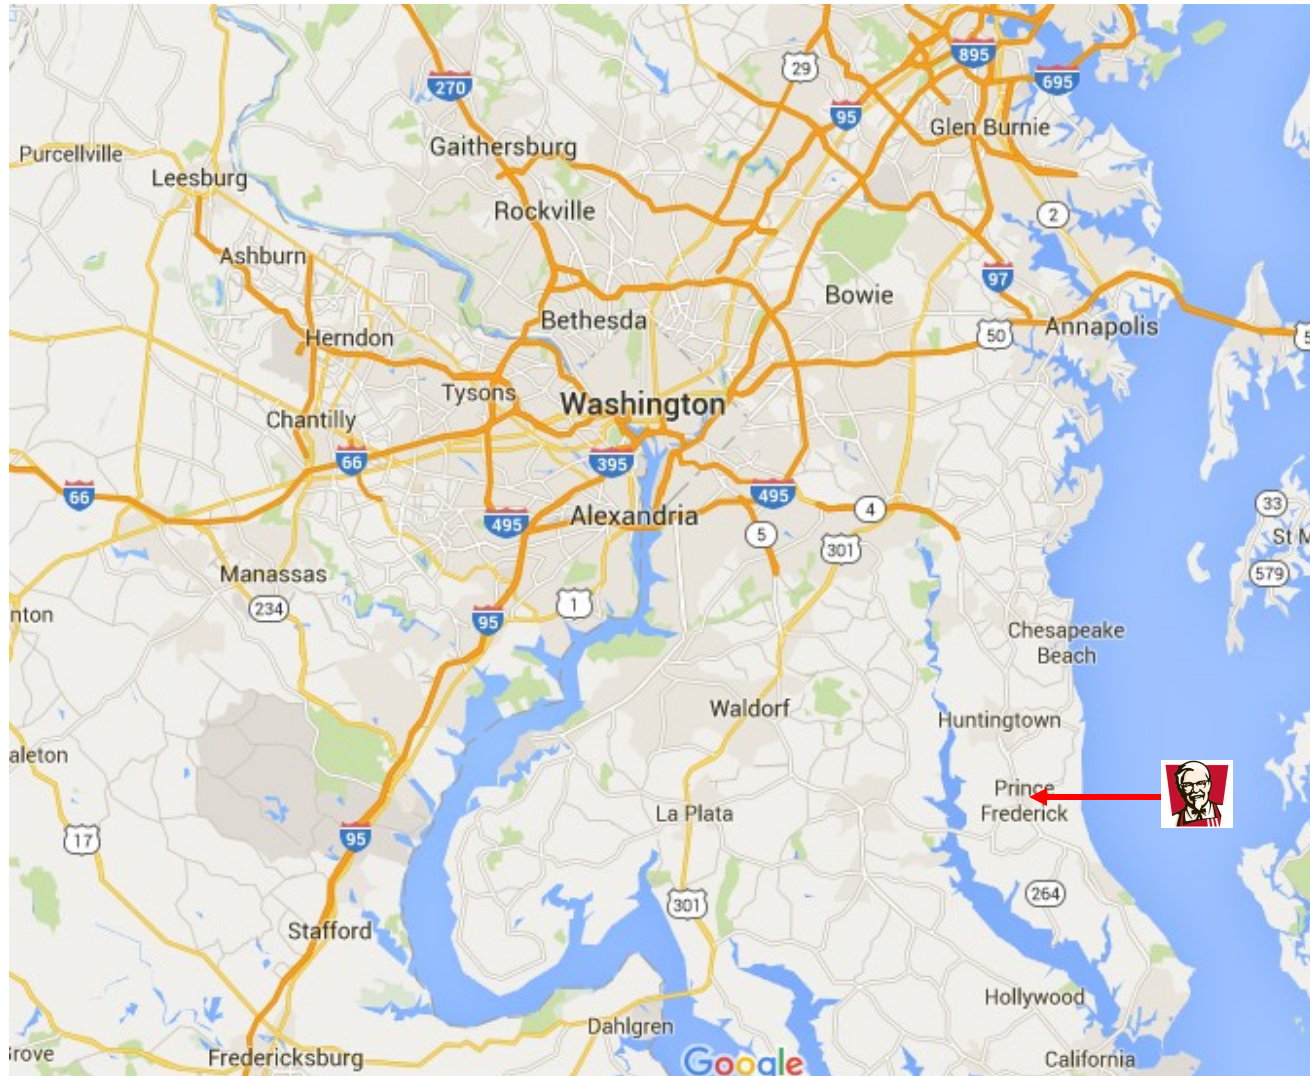 895
29
270
695
95
Glen Burnie
Gaithersburg
Purcellville
Leesburg
Rockville
2
Ashburn
97
Bowie
Bethesda
Annapolis
Herndon
50
5
Tysons
Washington
Chantilly
66
395
66
495
33
4
Alexandria
495
5
St M
301
Manassas
579
234
1
nton
95
Chesapeake
Beach
Waldorf
Huntingtown
aleton
Prince
Frederick
La Plata
17
95
264
301
Stafford
Hollywood
Dahlgren
Grove
Fredericksburg
Google
California